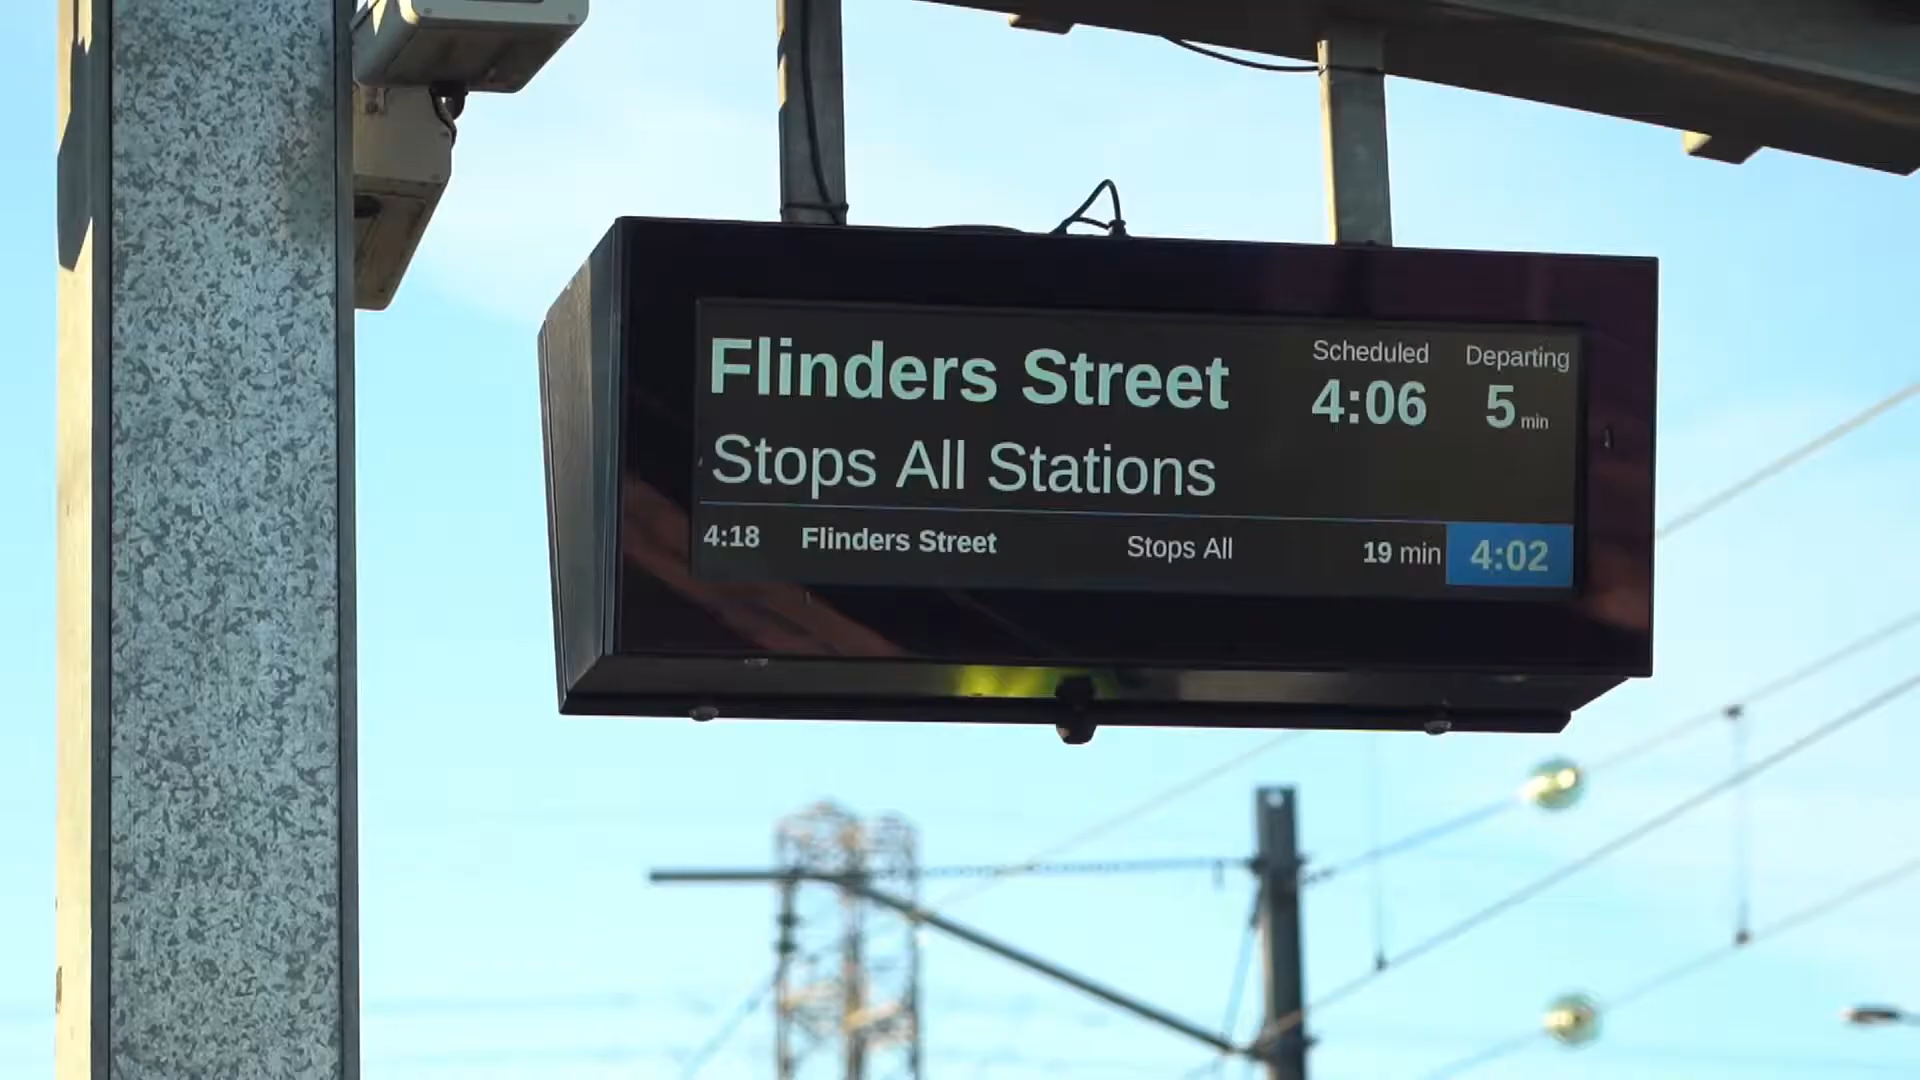 Flinders Street
Scheduled Departing
4:06 5 min
Stops All Stations
4:18 Flinders Street Stops All 19 min 4:02